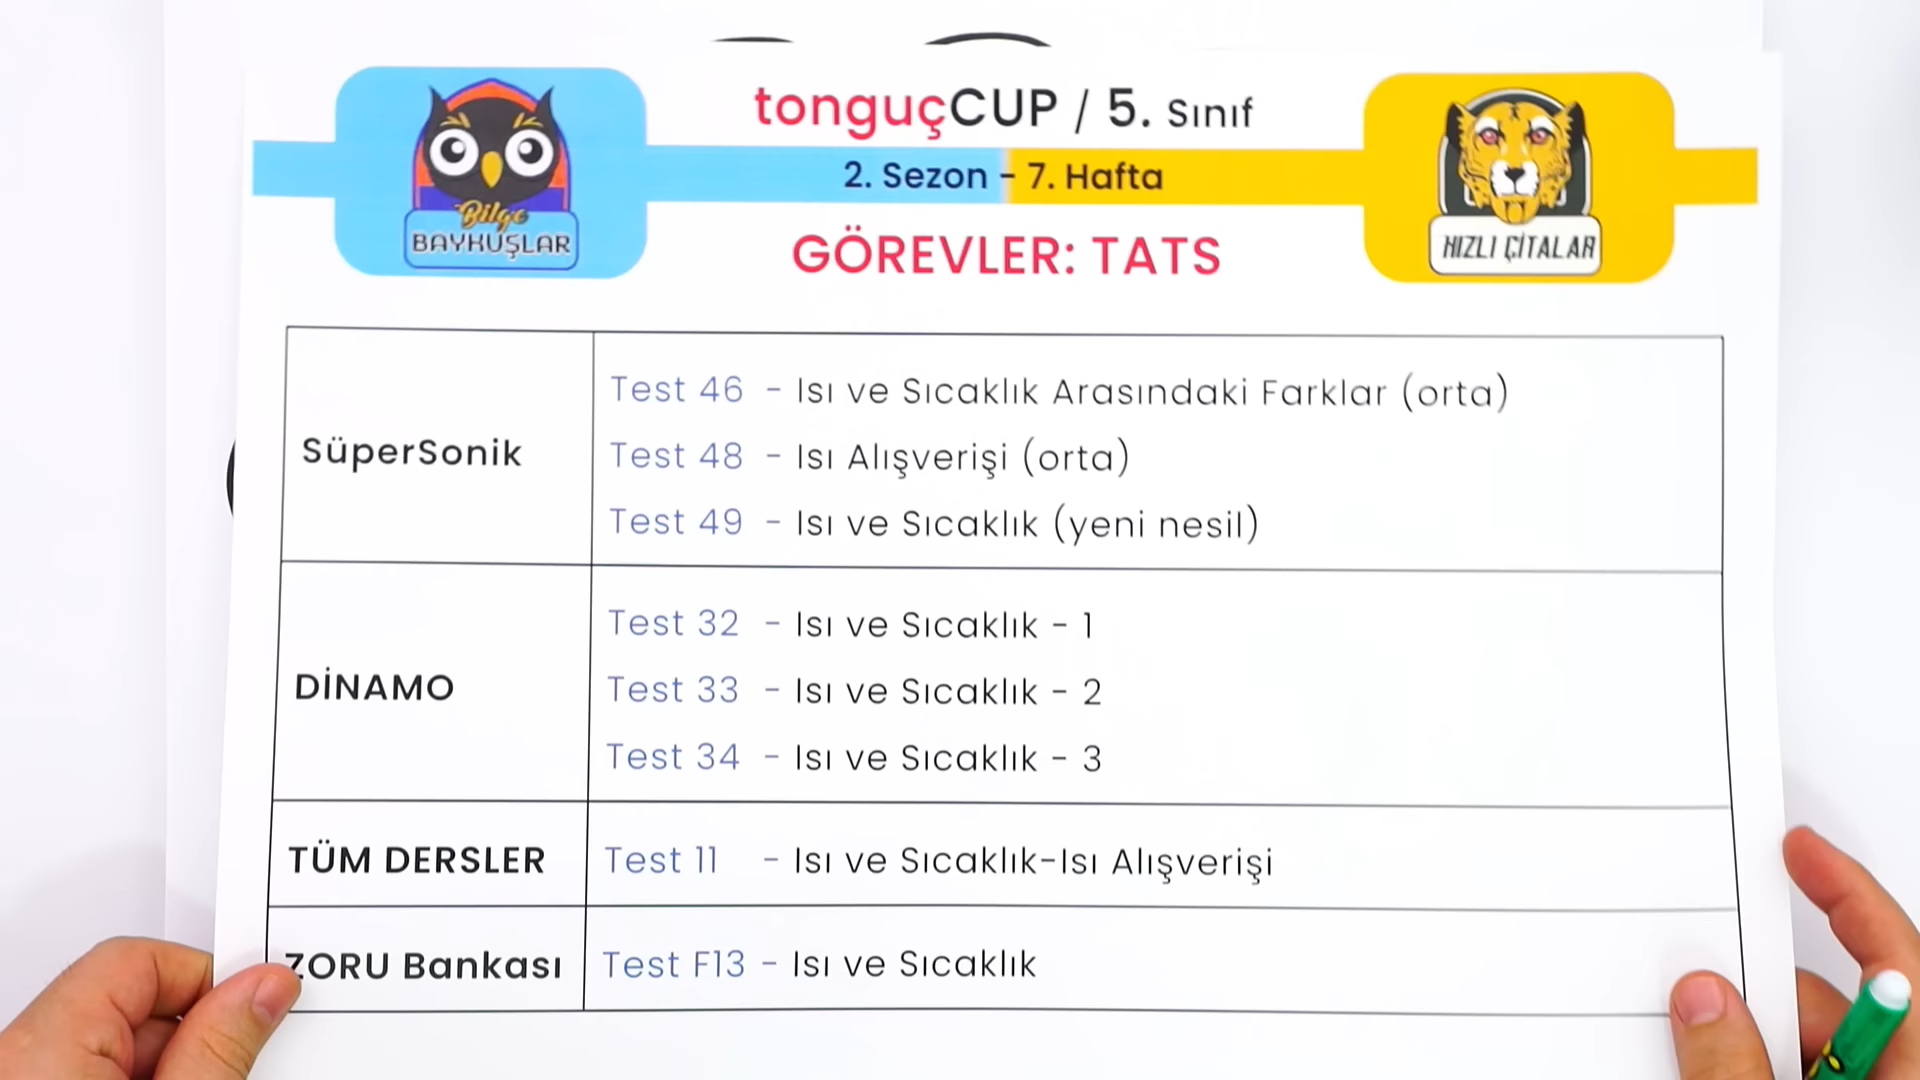 tonguçCUP / 5. Sınıf
2. Sezon - 7. Hafta
GÖREVLER: TATS
Bilge
BAYKUŞLAR
HIZLI ÇİTALAR
SüperSonik
Test 46 - Isı ve Sıcaklık Arasındaki Farklar (orta)
Test 48 - Isı Alışverişi (orta)
Test 49 - Isı ve Sıcaklık (yeni nesil)
DİNAMO
Test 32 - Isı ve Sıcaklık - 1
Test 33 - Isı ve Sıcaklık - 2
Test 34 - Isı ve Sıcaklık - 3
TÜM DERSLER
Test 11 - Isı ve Sıcaklık-Isı Alışverişi
ZORU Bankası
Test F13 - Isı ve Sıcaklık